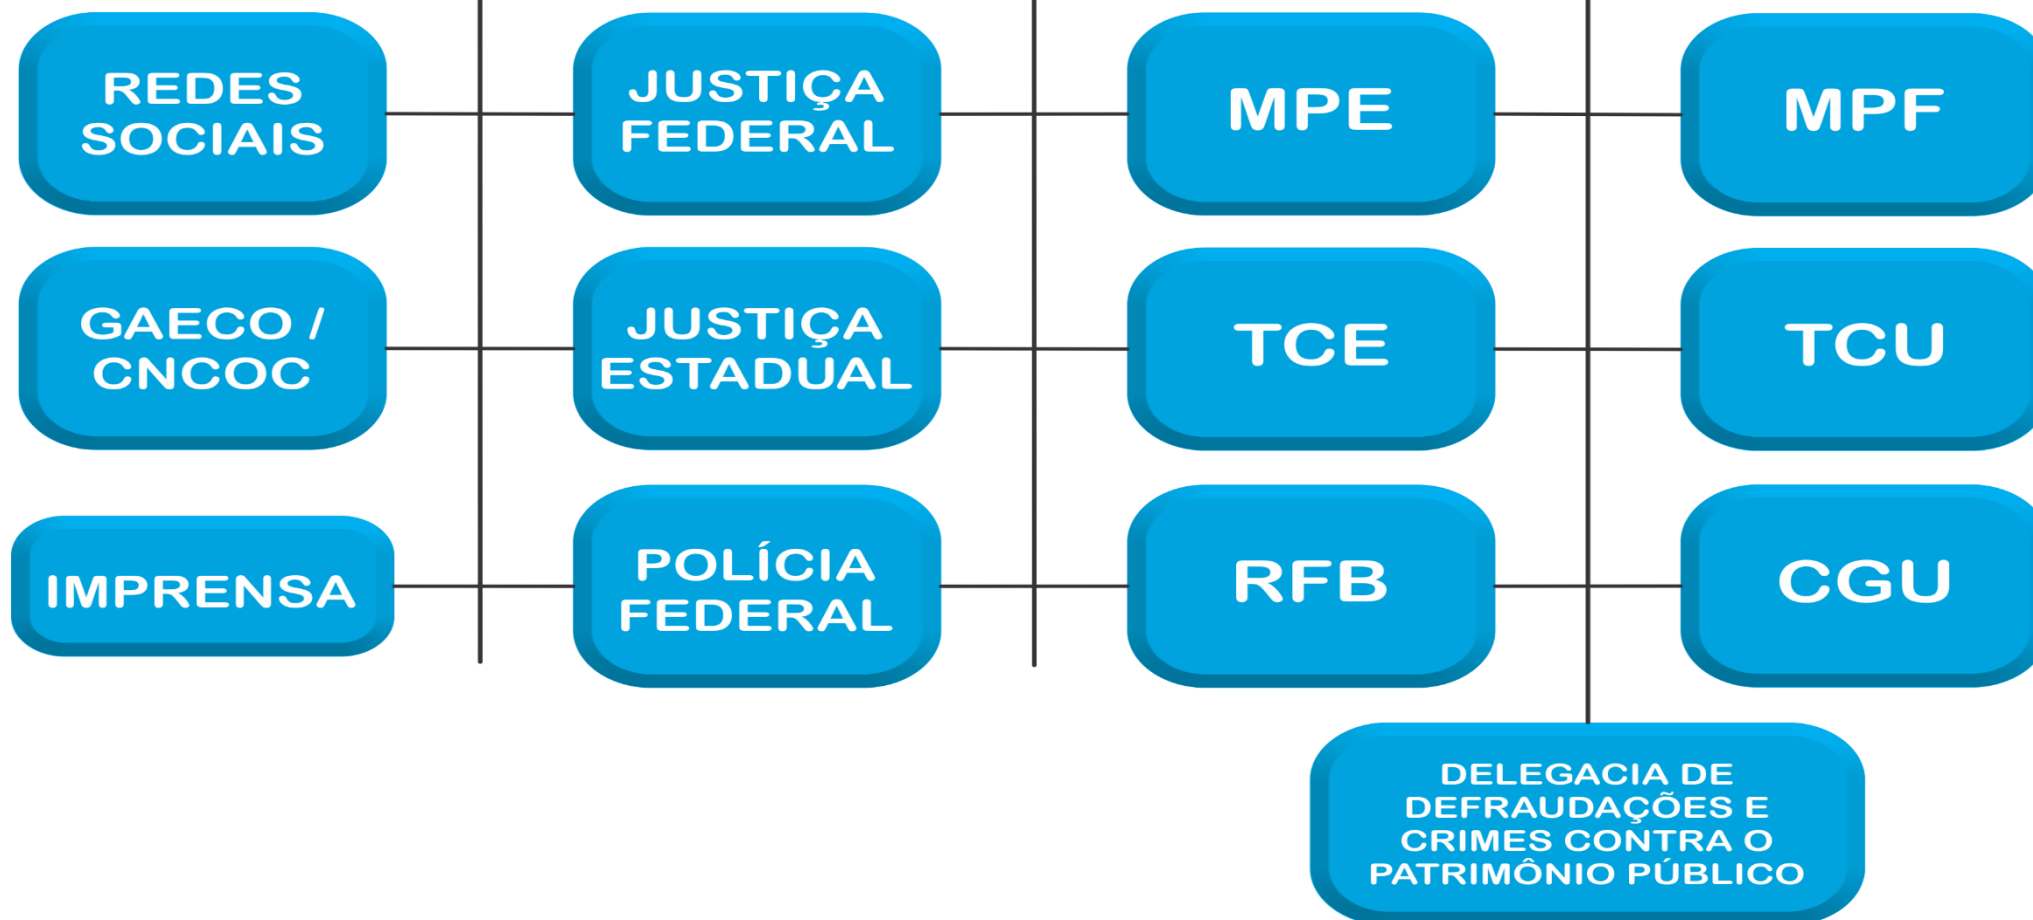 REDES
SOCIAIS
JUSTIÇA
FEDERAL
MPE
MPF
GAECO /
CNCOC
JUSTIÇA
ESTADUAL
TCE
TCU
IMPRENSA
POLÍCIA
FEDERAL
RFB
CGU
DELEGACIA DE
DEFRAUDAÇÕES E
CRIMES CONTRA O
PATRIMÔNIO PÚBLICO